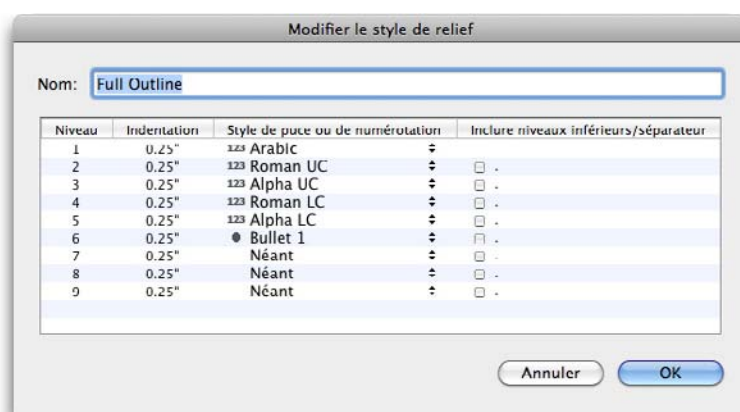 Modifier le style de relief
Nom: Full Outline
Niveau Indentation Style de puce ou de numérotation Inclure niveaux inférieurs/séparateur
1 0.25" 123 Arabic
2 0.25" 123 Roman UC .
3 0.25" 123 Alpha UC .
4 0.25" 123 Roman LC .
5 0.25" 123 Alpha LC .
6 0.25" Bullet 1 .
7 0.25" Néant .
8 0.25" Néant .
9 0.25" Néant .
Annuler OK